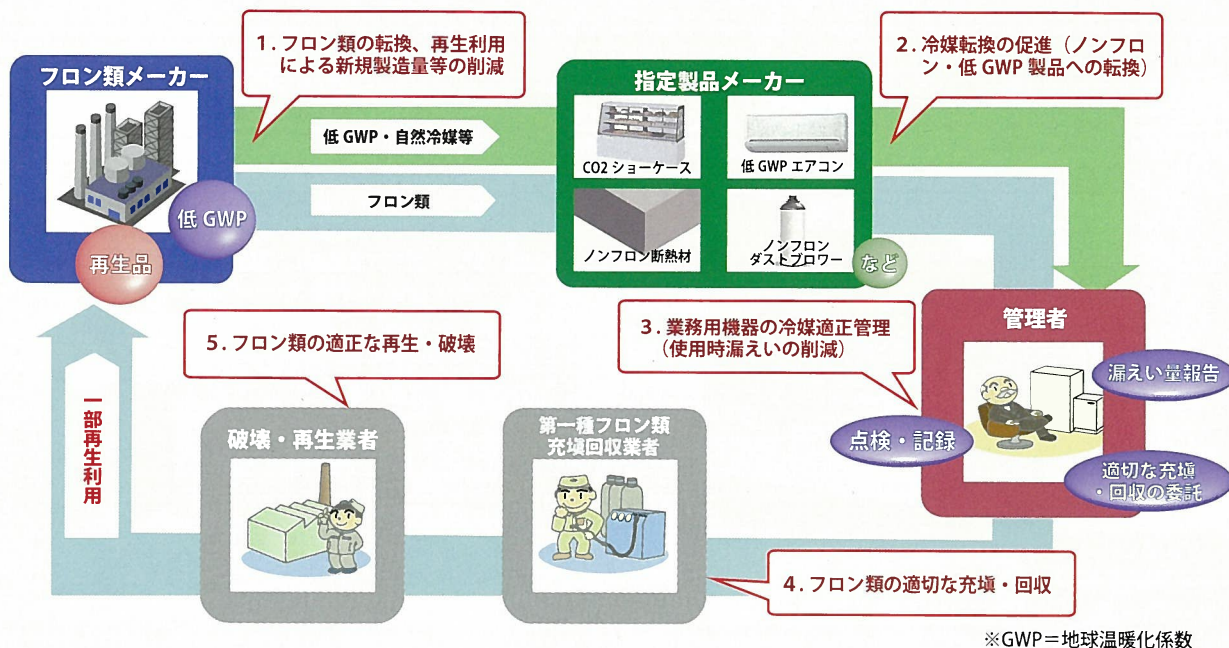 1. フロン類の転換、再生利用
による新規製造量等の削減
2. 冷媒転換の促進（ノンフロ
ン・低 GWP 製品への転換）
フロン類メーカー
指定製品メーカー
低 GWP・自然冷媒等
フロン類
CO2 ショーケース
低 GWP エアコン
ノンフロン断熱材
ノンフロン
ダストブロワー
など
低 GWP
再生品
管理者
3. 業務用機器の冷媒適正管理
（使用時漏えいの削減）
漏えい量報告
点検・記録
適切な充填
・回収の委託
5. フロン類の適正な再生・破壊
一部再生利用
破壊・再生業者
第一種フロン類
充填回収業者
4. フロン類の適切な充填・回収
※GWP＝地球温暖化係数